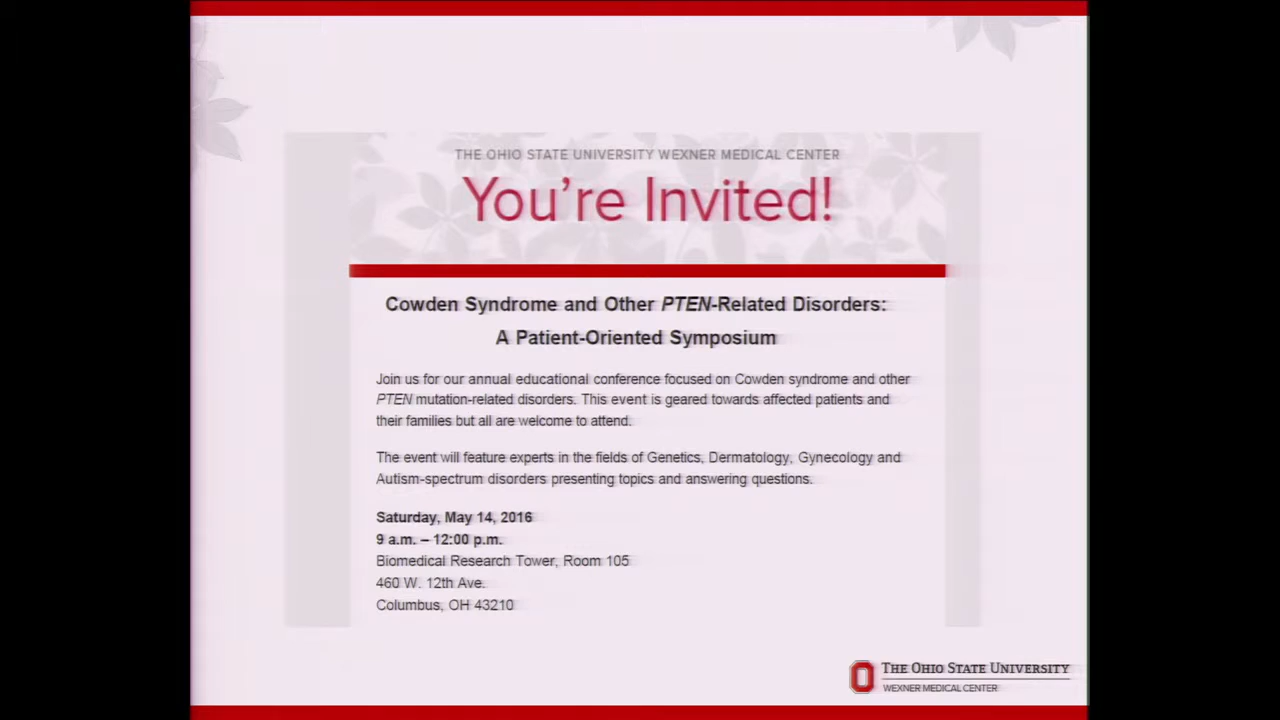 THE OHIO STATE UNIVERSITY WEXNER MEDICAL CENTER
You're Invited!
Cowden Syndrome and Other PTEN-Related Disorders:
A Patient-Oriented Symposium
Join us for our annual educational conference focused on Cowden syndrome and other
PTEN mutation-related disorders. This event is geared towards affected patients and
their families but all are welcome to attend.
The event will feature experts in the fields of Genetics, Dermatology, Gynecology and
Autism-spectrum disorders presenting topics and answering questions.
Saturday, May 14, 2016
9 a.m. – 12:00 p.m.
Biomedical Research Tower, Room 105
460 W. 12th Ave.
Columbus, OH 43210
THE OHIO STATE UNIVERSITY
WEXNER MEDICAL CENTER